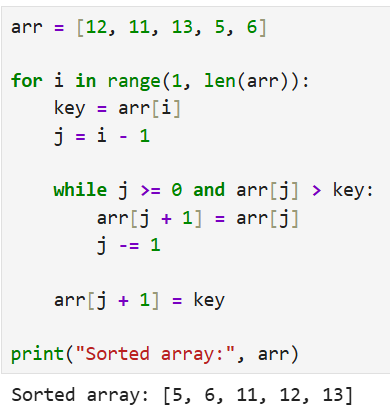 arr = [12, 11, 13, 5, 6]
for i in range(1, len(arr)):
    key = arr[i]
    j = i - 1
    while j >= 0 and arr[j] > key:
        arr[j + 1] = arr[j]
        j -= 1
    arr[j + 1] = key
print("Sorted array:", arr)
Sorted array: [5, 6, 11, 12, 13]